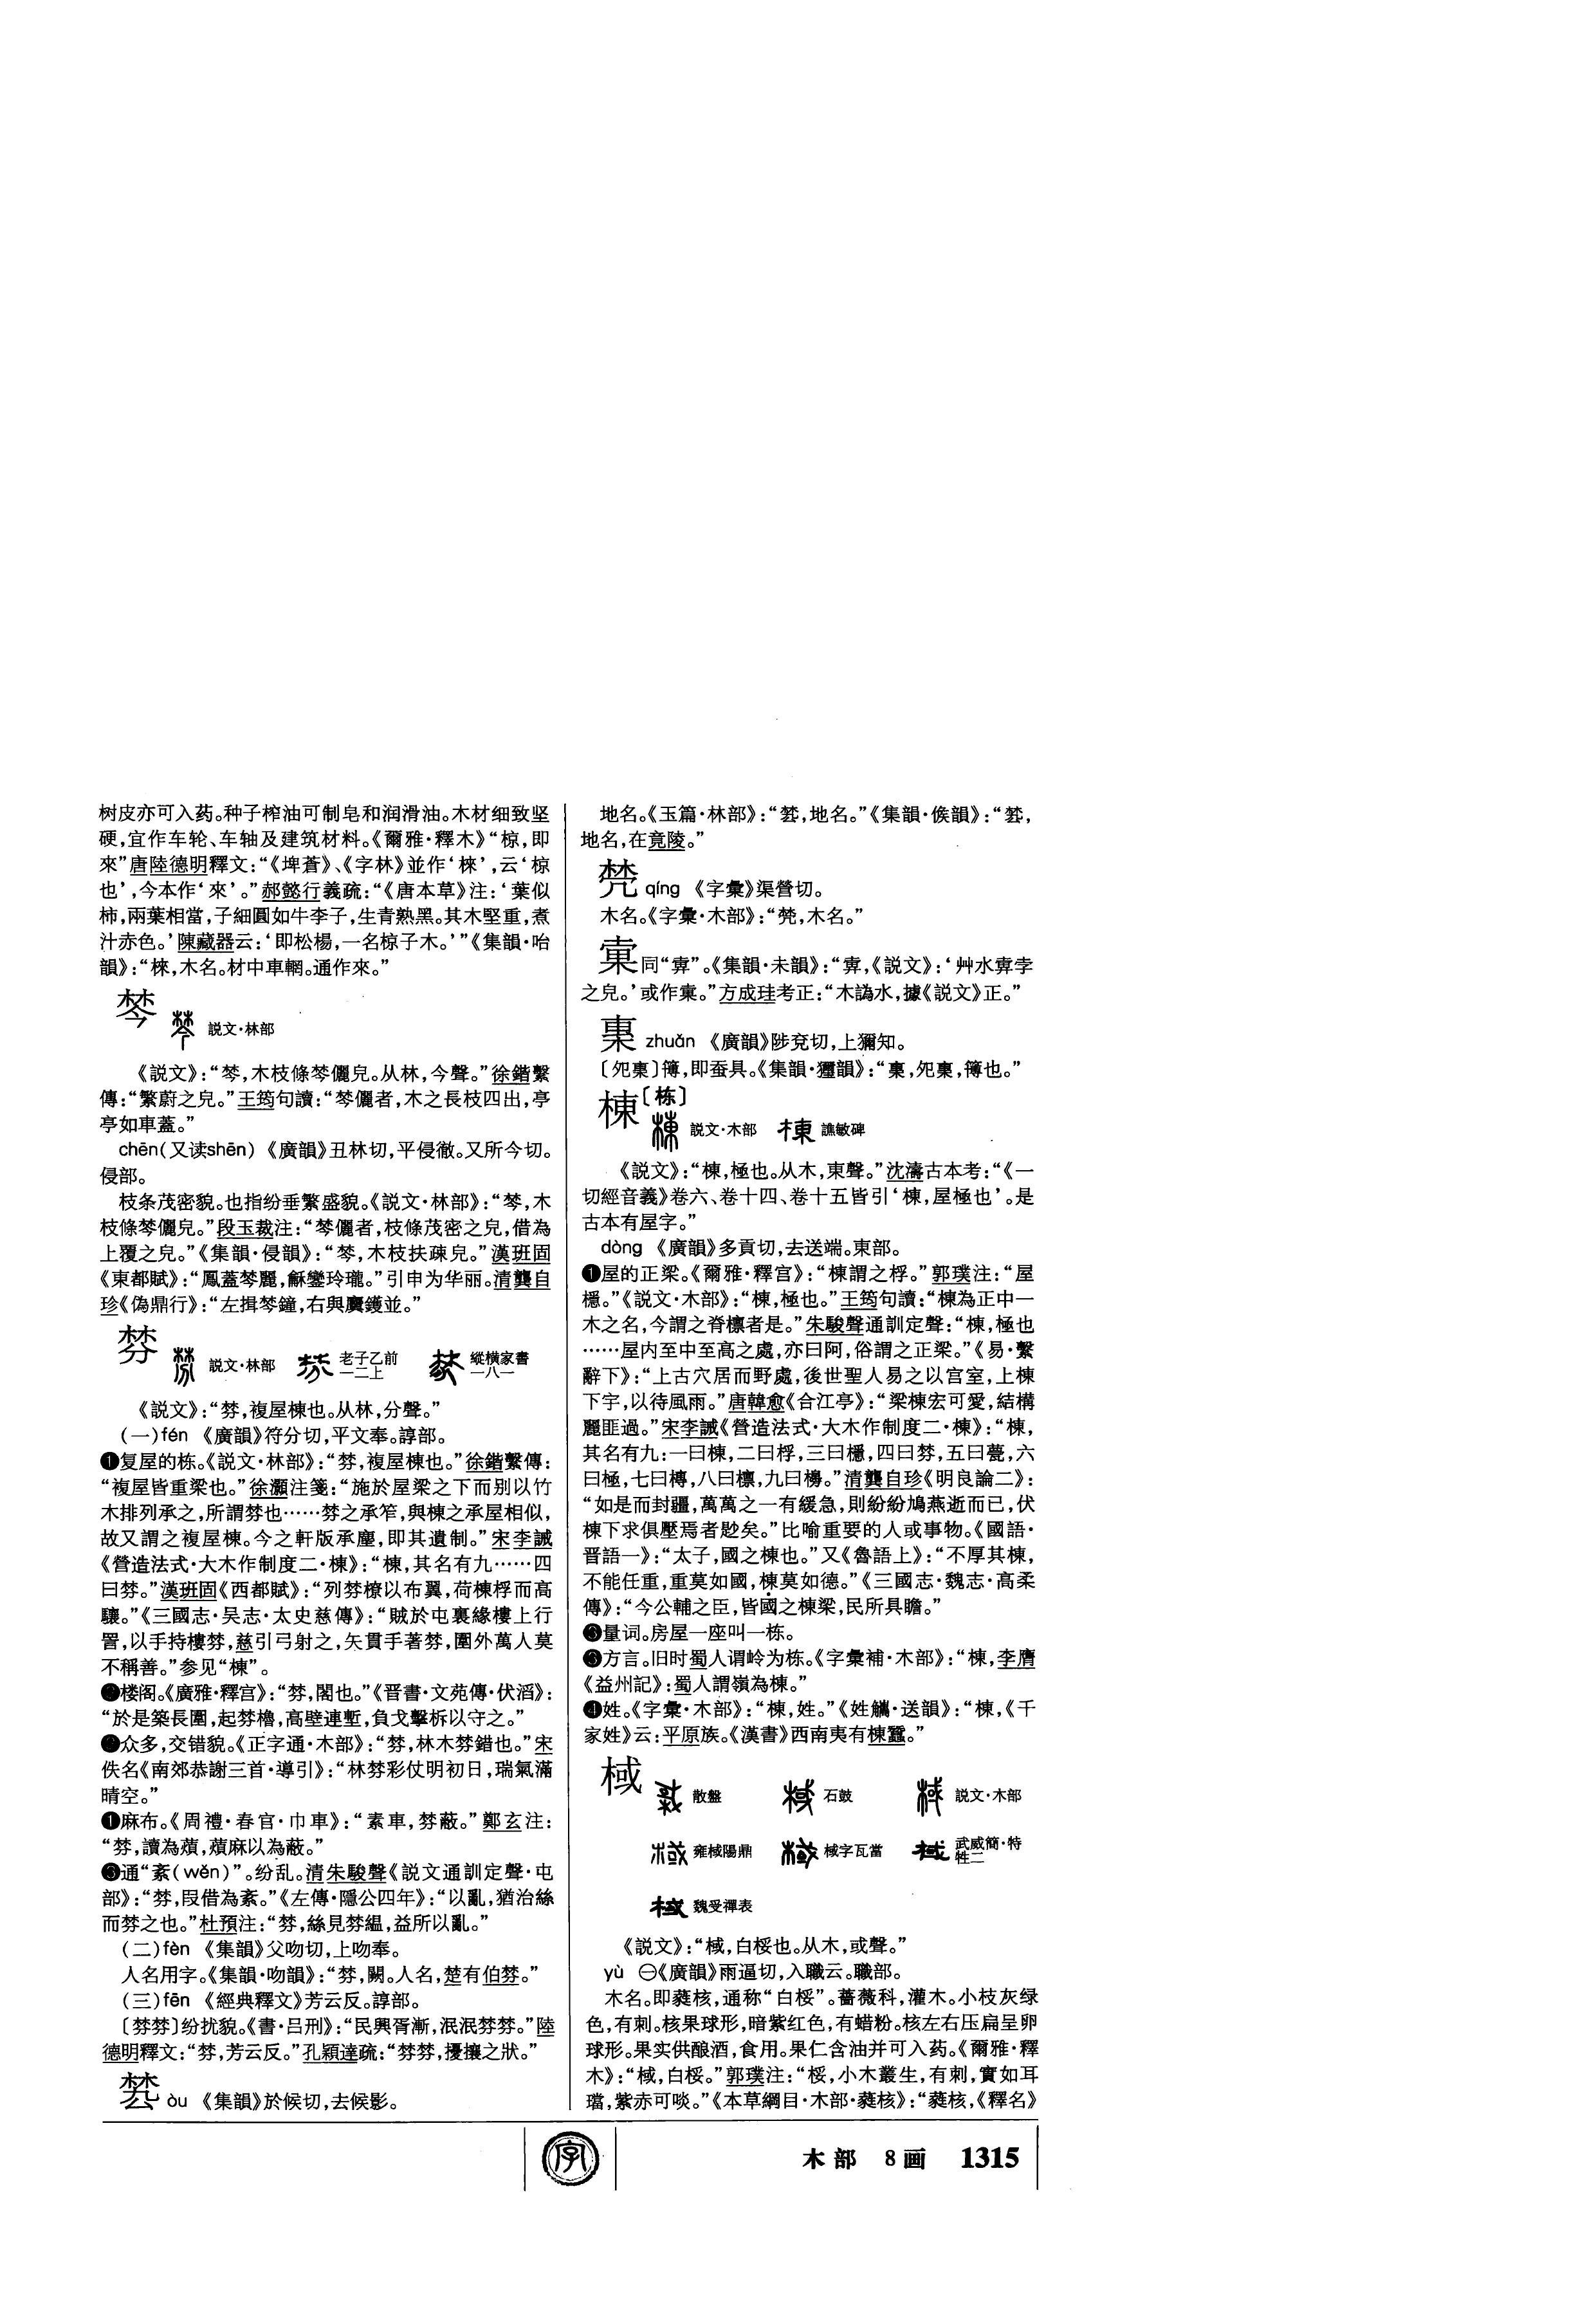 树皮亦可入药。种子榨油可制皂和润滑油。木材细致坚
硬，宜作车轮、车轴及建筑材料。《爾雅·釋木》“椋，即
來”唐陸德明釋文：“《埤蒼》、《字林》並作‘棶’，云‘椋
也’，今本作‘來’。”郝懿行義疏：“《唐本草》注：‘葉似
柿，兩葉相當，子細圓如牛李子，生青熟黑。其木堅重，煮
汁赤色。’陳藏器云：‘即松楊，一名椋子木。’”《集韻·咍
韻》：“棶，木名。材中車輞。通作來。”
棽 説文·林部
《説文》：“棽，木枝條棽儷皃。从林，今聲。”徐鍇繫
傳：“繁蔚之皃。”王筠句讀：“棽儷者，木之長枝四出，亭
亭如車蓋。”
chēn（又读shēn）《廣韻》丑林切，平侵徹。又所今切。
侵部。
枝条茂密貌。也指纷垂繁盛貌。《説文·林部》：“棽，木
枝條棽儷皃。”段玉裁注：“棽儷者，枝條茂密之皃，借為
上覆之皃。”《集韻·侵韻》：“棽，木枝扶疎皃。”漢班固
《東都賦》：“鳳蓋棽麗，龢鑾玲瓏。”引申为华丽。清龔自
珍《偽鼎行》：“左揖棽鐘，右與鑊並。”
棼 説文·林部 老子乙前一二上 縱横家書一八一
《説文》：“棼，複屋棟也。从林，分聲。”
（一）fén 《廣韻》符分切，平文奉。諄部。
❶复屋的栋。《説文·林部》：“棼，複屋棟也。”徐鍇繫傳：
“複屋皆重梁也。”徐灝注箋：“施於屋梁之下而别以竹
木排列承之，所謂棼也……棼之承笮，與棟之承屋相似，
故又謂之複屋棟。今之軒版承塵，即其遺制。”宋李誡
《營造法式·大木作制度二·棟》：“棟，其名有九……四
曰棼。”漢班固《西都賦》：“列棼橑以布翼，荷棟桴而高
驤。”《三國志·吴志·太史慈傳》：“賊於屯裏緣樓上行
詈，以手持樓棼，慈引弓射之，矢貫手著棼，圍外萬人莫
不稱善。”参见“棟”。
❷楼阁。《廣雅·釋宫》：“棼，閣也。”《晋書·文苑傳·伏滔》：
“於是築長圍，起棼櫓，高壁連塹，負戈擊柝以守之。”
众多，交错貌。《正字通·木部》：“棼，林木棼錯也。”宋
佚名《南郊恭謝三首·導引》：“林棼彩仗明初日，瑞氣滿
晴空。”
麻布。《周禮·春官·巾車》：“素車，棼蔽。”鄭玄注：
“棼，讀為薠，薠麻以為蔽。”
通“紊（wěn）”。纷乱。清朱駿聲《説文通訓定聲·屯
部》：“棼，叚借為紊。”《左傳·隱公四年》：“以亂，猶治絲
而棼之也。”杜預注：“棼，絲見棼緼，益所以亂。”
（二）fèn 《集韻》父吻切，上吻奉。
人名用字。《集韻·吻韻》：“棼，闕。人名，楚有伯棼。”
（三）fēn 《經典釋文》芳云反。諄部。
〔棼棼〕纷扰貌。《書·吕刑》：“民興胥漸，泯泯棼棼。”陸
德明釋文：“棼，芳云反。”孔穎達疏：“棼棼，擾攘之狀。”
òu 《集韻》於候切，去候影。
地名。《玉篇·林部》：“，地名。”《集韻·侯韻》：“，
地名，在竟陵。”
qíng 《字彙》渠營切。
木名。《字彙·木部》：“，木名。”
同“”。《集韻·未韻》：“，《説文》：‘艸水孛
之皃。’或作。”方成珪考正：“木譌水，據《説文》正。”
zhuǎn 《廣韻》陟兖切，上獮知。
簿，即蚕具。《集韻·獮韻》：“，簿也。”
棟〔栋〕 説文·木部 譙敏碑
《説文》：“棟，極也。从木，東聲。”沈濤古本考：“《一
切經音義》卷六、卷十四、卷十五皆引‘棟，屋極也’。是
古本有屋字。”
dòng 《廣韻》多貢切，去送端。東部。
❶屋的正梁。《爾雅·釋宫》：“棟謂之桴。”郭璞注：“屋
檼。”《説文·木部》：“棟，極也。”王筠句讀：“棟為正中一
木之名，今謂之脊檩者是。”朱駿聲通訓定聲：“棟，極也
……屋内至中至高之處，亦曰阿，俗謂之正梁。”《易·繫
辭下》：“上古穴居而野處，後世聖人易之以宫室，上棟
下宇，以待風雨。”唐韓愈《合江亭》：“梁棟宏可愛，結構
麗匪過。”宋李誡《營造法式·大木作制度二·棟》：“棟，
其名有九：一曰棟，二曰桴，三曰檼，四曰棼，五曰甍，六
曰極，七曰槫，八曰檩，九曰櫋。”清龔自珍《明良論二》：
“如是而封疆，萬萬之一有緩急，則紛紛鳩燕逝而已，伏
棟下求俱壓焉者尟矣。”比喻重要的人或事物。《國語·
晋語一》：“太子，國之棟也。”又《魯語上》：“不厚其棟，
不能任重，重莫如國，棟莫如德。”《三國志·魏志·高柔
傳》：“今公輔之臣，皆國之棟梁，民所具瞻。”
量词。房屋一座叫一栋。
❸方言。旧时蜀人谓岭为栋。《字彙補·木部》：“棟，李膺
《益州記》：蜀人謂嶺為棟。”
❹姓。《字彙·木部》：“棟，姓。”《姓觿·送韻》：“棟，《千
家姓》云：平原族。《漢書》西南夷有棟蠶。”
棫 散盤 石鼓 説文·木部
雍棫陽鼎 棫字瓦當 武威簡·特牲二
魏受禪表
《説文》：“棫，白桵也。从木，或聲。”
yù ㊀《廣韻》雨逼切，入職云。職部。
木名。即蕤核，通称“白桵”。薔薇科，灌木。小枝灰绿
色，有刺。核果球形，暗紫红色，有蜡粉。核左右压扁呈卵
球形。果实供酿酒，食用。果仁含油并可入药。《爾雅·釋
木》：“棫，白桵。”郭璞注：“桵，小木叢生，有刺，實如耳
璫，紫赤可啖。”《本草綱目·木部·蕤核》：“蕤核，《釋名》
木部 8画 1315